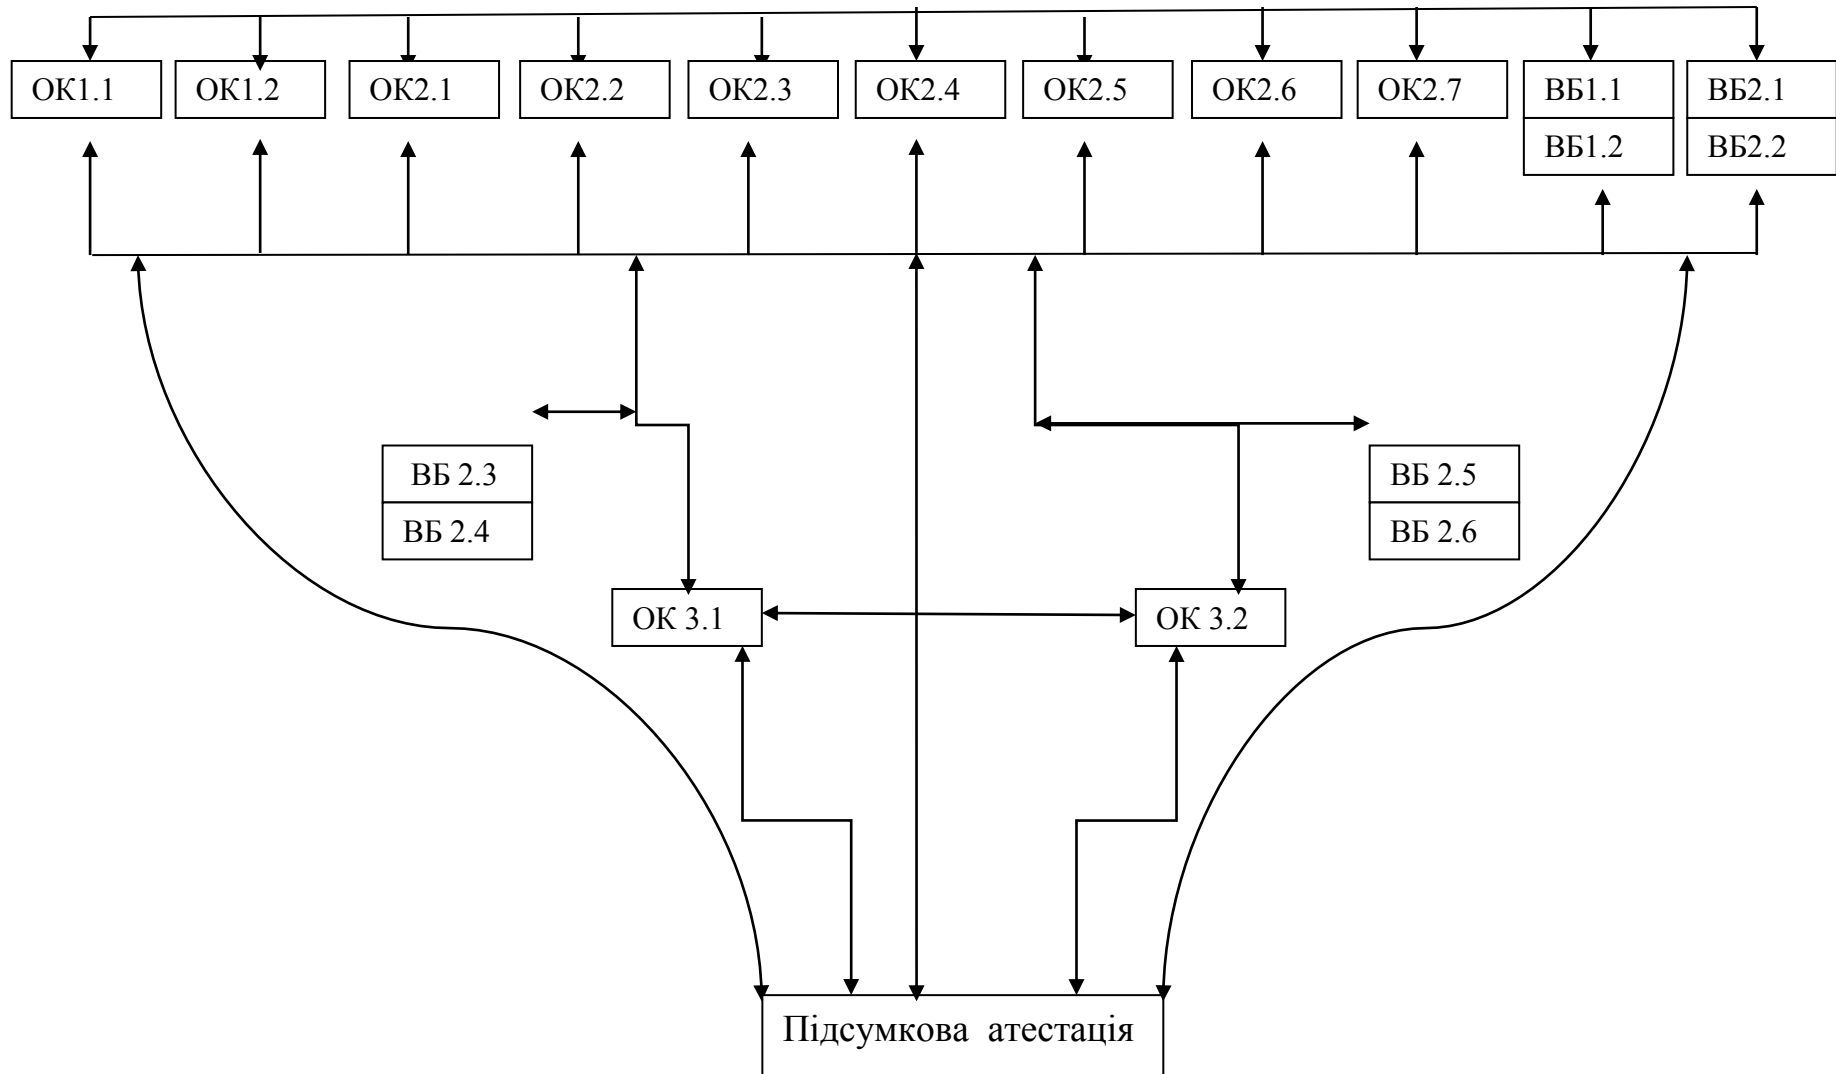 ОК1.1
ОК1.2
ОК2.1
ОК2.2
ОК2.3
ОК2.4
ОК2.5
ОК2.6
ОК2.7
ВБ1.1
ВБ2.1
ВБ1.2
ВБ2.2
ВБ 2.3
ВБ 2.5
ВБ 2.4
ВБ 2.6
ОК 3.1
ОК 3.2
Підсумкова атестація